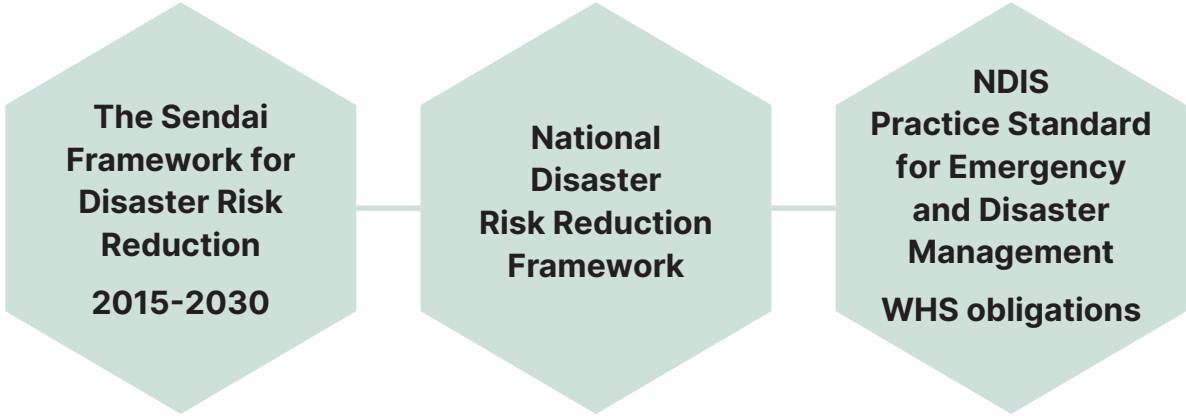 The Sendai
Framework for
Disaster Risk
Reduction
2015-2030
National
Disaster
Risk Reduction
Framework
NDIS
Practice Standard
for Emergency
and Disaster
Management
WHS obligations